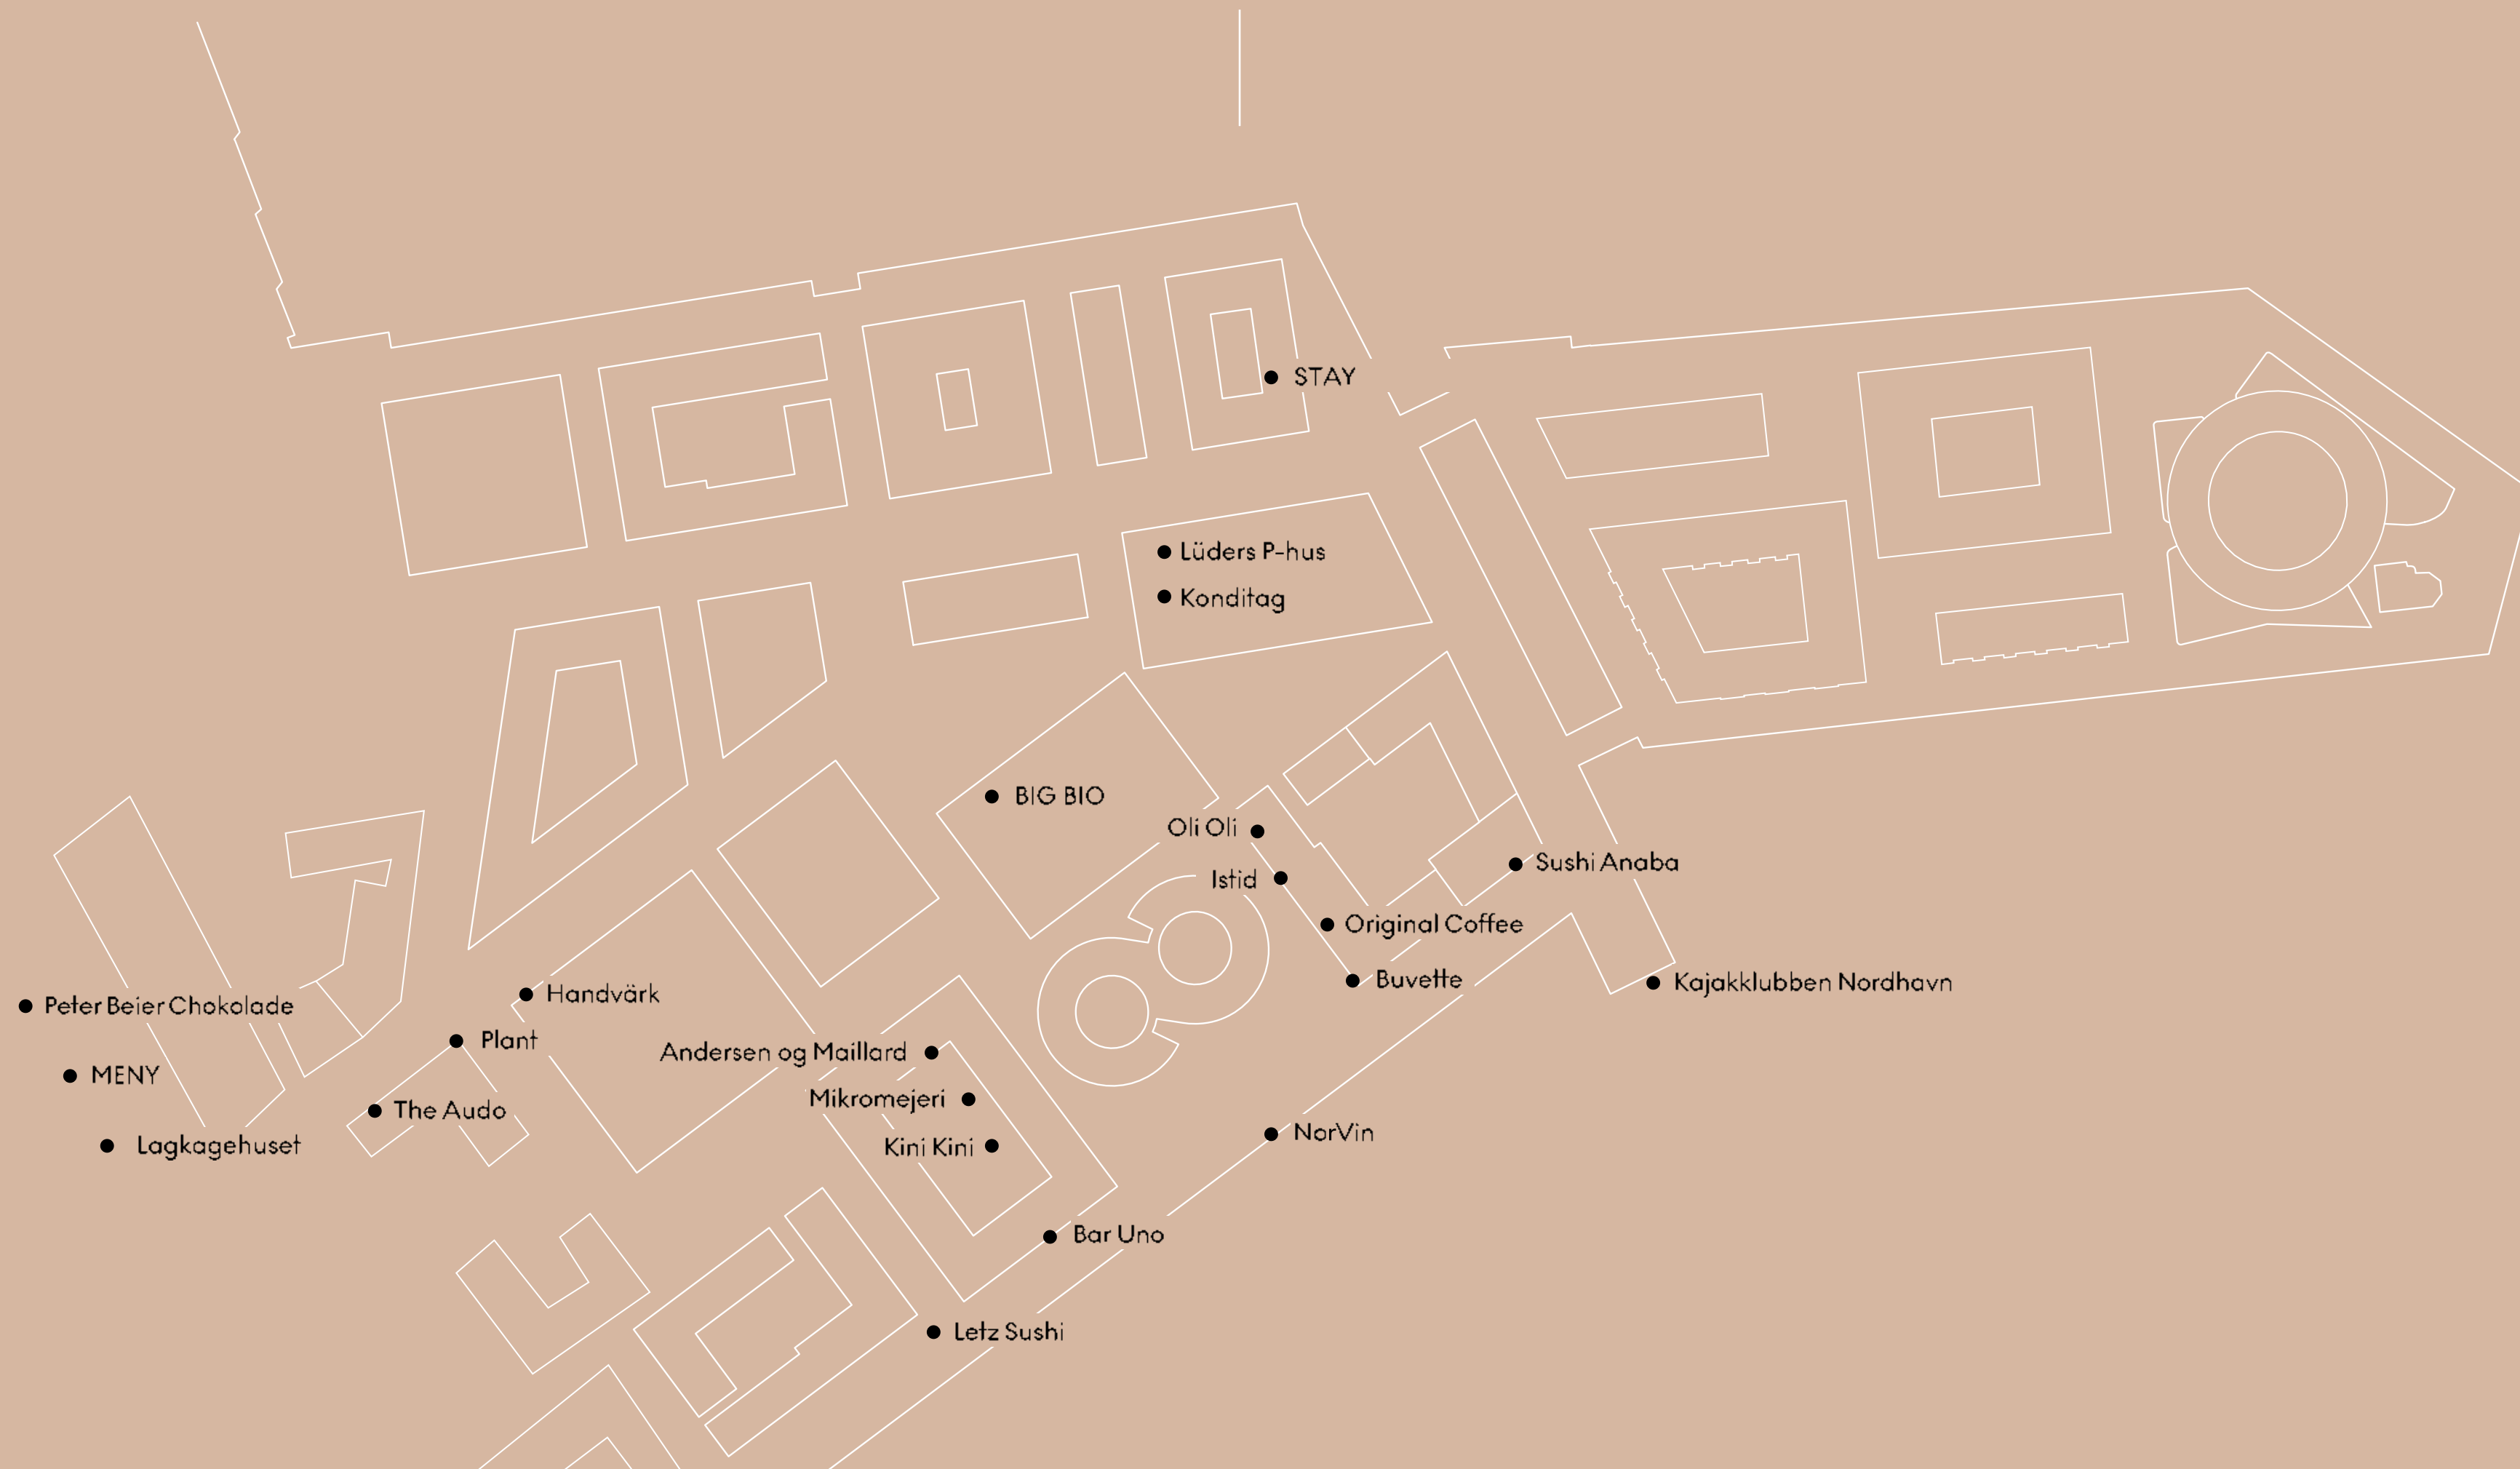 STAY
Lüders P-hus
Konditag
BIG BIO
Oli Oli
Sushi Anaba
Istid
Original Coffee
Buvette
Kajakklubben Nordhavn
Handvärk
Peter Beier Chokolade
Plant
Andersen og Maillard
MENY
Mikromejeri
The Audo
NorVin
Lagkagehuset
Kini Kini
Bar Uno
Letz Sushi